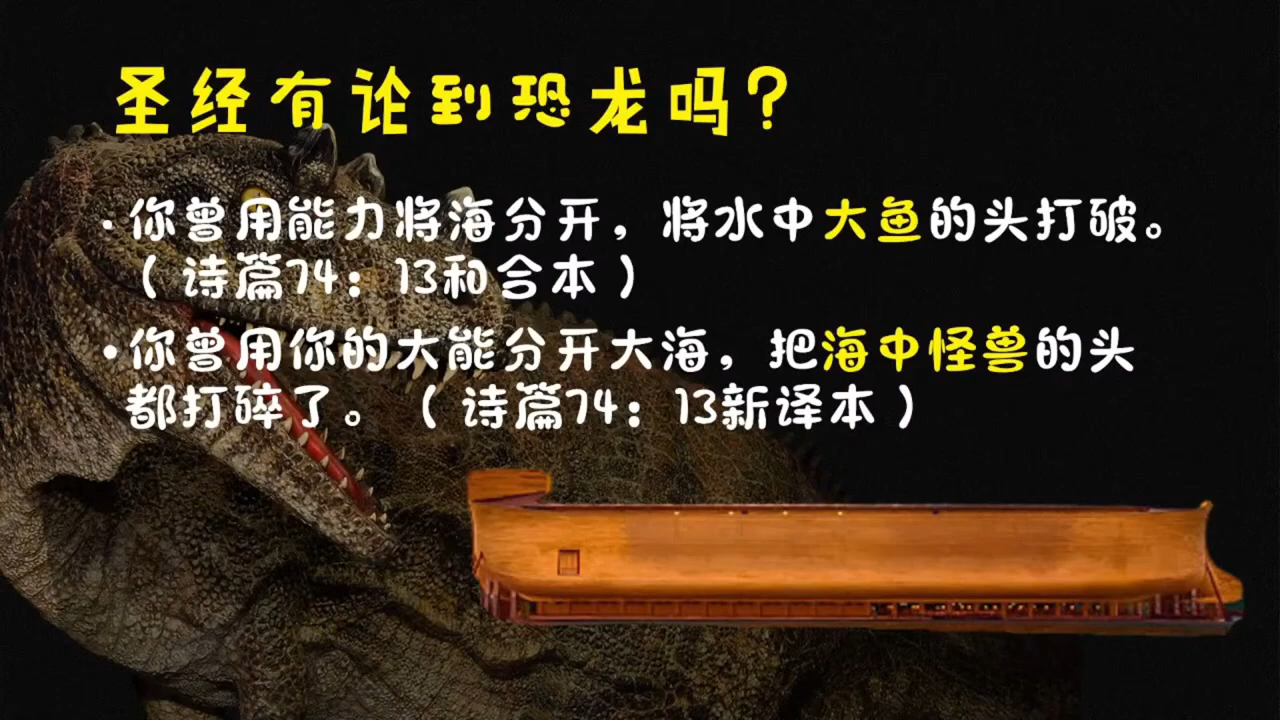 圣经有论到恐龙吗?
• 你曾用能力将海分开，将水中大鱼的头打破。
（诗篇74：13和合本）
• 你曾用你的大能分开大海，把海中怪兽的头
都打碎了。（诗篇74：13新译本）